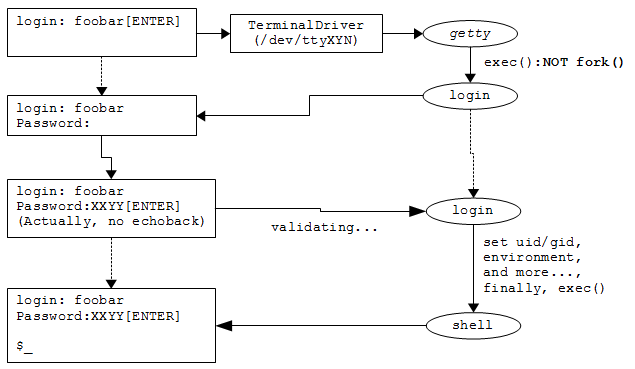 login: foobar[ENTER]
TerminalDriver
(/dev/ttyXYN)
getty
exec():NOT fork()
login: foobar
Password:
login
login: foobar
Password:XXYY[ENTER]
(Actually, no echoback)
validating...
login
set uid/gid,
environment,
and more...,
finally, exec()
login: foobar
Password:XXYY[ENTER]
$_
shell